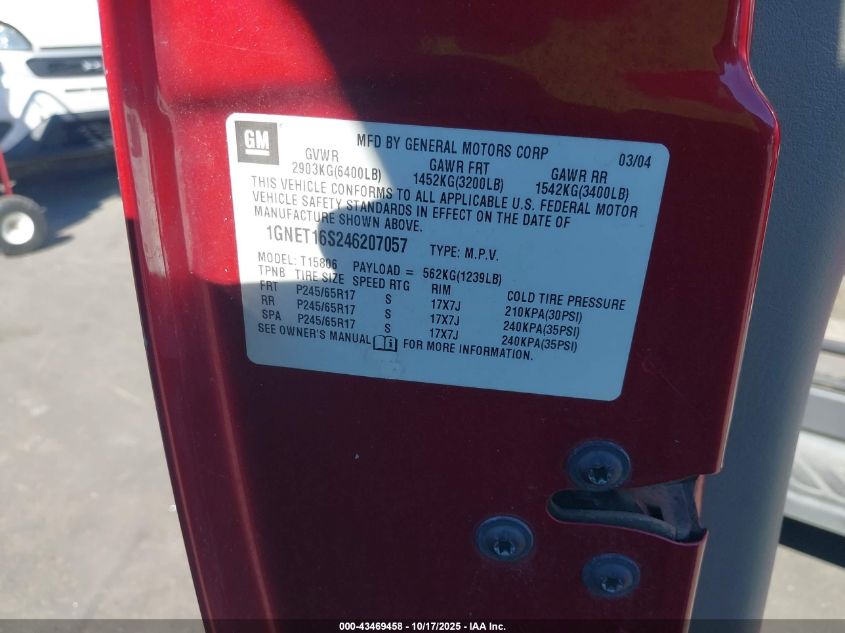 GM
MFD BY GENERAL MOTORS CORP 03/04
GVWR GAWR FRT GAWR RR
2903KG(6400LB) 1452KG(3200LB) 1542KG(3400LB)
THIS VEHICLE CONFORMS TO ALL APPLICABLE U.S. FEDERAL MOTOR
VEHICLE SAFETY STANDARDS IN EFFECT ON THE DATE OF
MANUFACTURE SHOWN ABOVE.
1GNET16S246207057 TYPE: M.P.V.
MODEL: T15806 PAYLOAD = 562KG(1239LB)
TPNB TIRE SIZE SPEED RTG RIM COLD TIRE PRESSURE
FRT P245/65R17 S 17X7J 210KPA(30PSI)
RR P245/65R17 S 17X7J 240KPA(35PSI)
SPA P245/65R17 S 17X7J 240KPA(35PSI)
SEE OWNER'S MANUAL i FOR MORE INFORMATION.
000-43469458 - 10/17/2025 - IAA Inc.